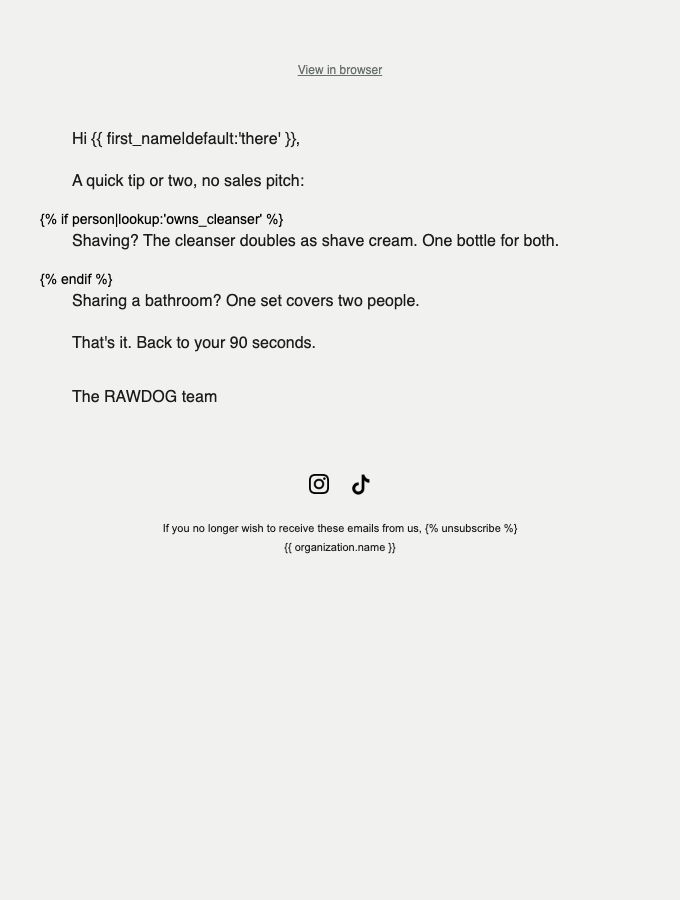 View in browser
Hi {{ first_name|default:'there' }},
A quick tip or two, no sales pitch:
{% if person|lookup:'owns_cleanser' %}
Shaving? The cleanser doubles as shave cream. One bottle for both.
{% endif %}
Sharing a bathroom? One set covers two people.
That's it. Back to your 90 seconds.
The RAWDOG team
If you no longer wish to receive these emails from us, {% unsubscribe %}
{{ organization.name }}